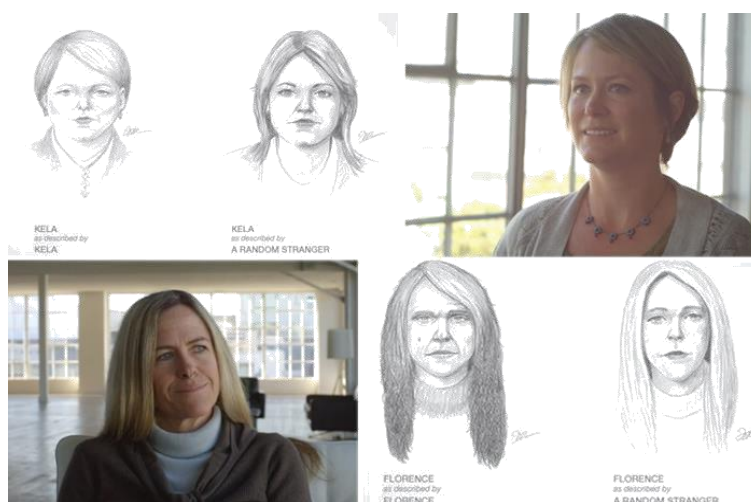 KELA
as described by
KELA
KELA
as described by
A RANDOM STRANGER
FLORENCE
as described by
FLORENCE
FLORENCE
as described by
A RANDOM STRANGER